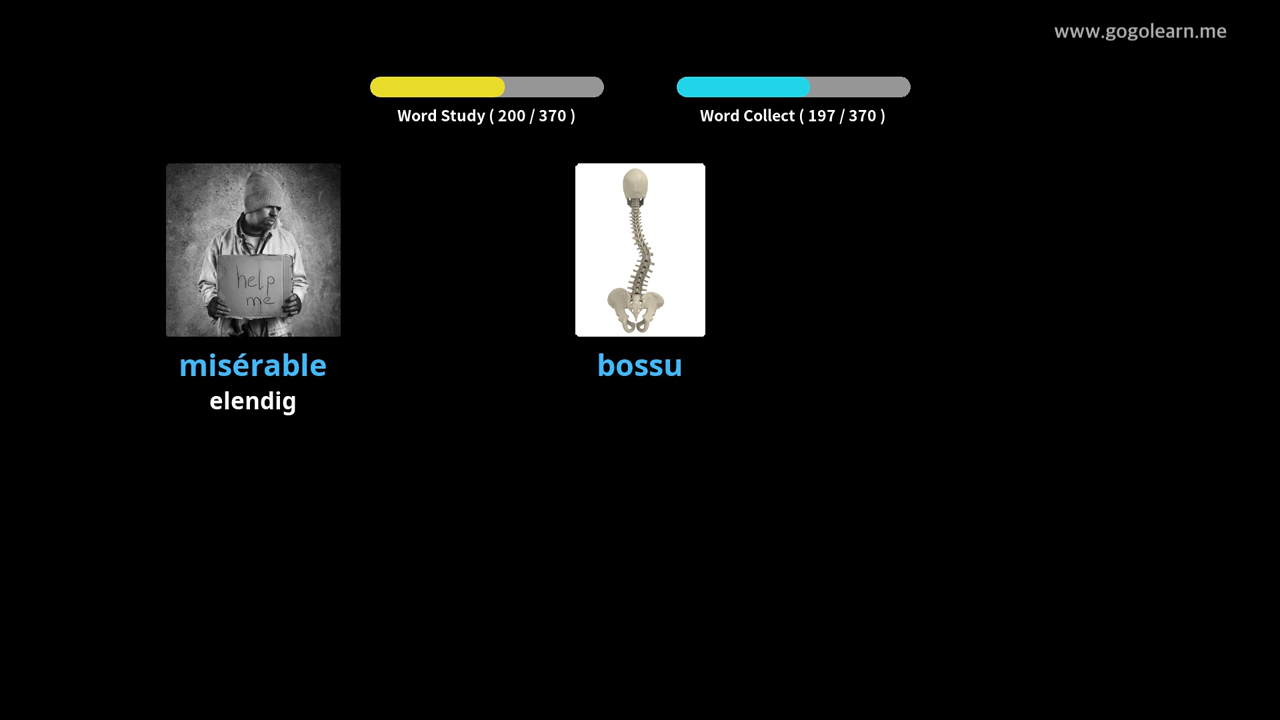 www.gogolearn.me
Word Study ( 200 / 370 )
Word Collect ( 197 / 370 )
help
me
misérable
elendig
bossu